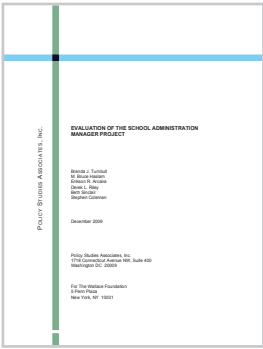 POLICY STUDIES ASSOCIATES, INC.
EVALUATION OF THE SCHOOL ADMINISTRATION
MANAGER PROJECT
Brenda J. Turnbull
M. Bruce Haslam
Erikson R. Arcaira
Derek L. Riley
Beth Sinclair
Stephen Coleman
December 2009
Policy Studies Associates, Inc.
1718 Connecticut Avenue NW, Suite 400
Washington DC 20009
For The Wallace Foundation
5 Penn Plaza
New York, NY 10001